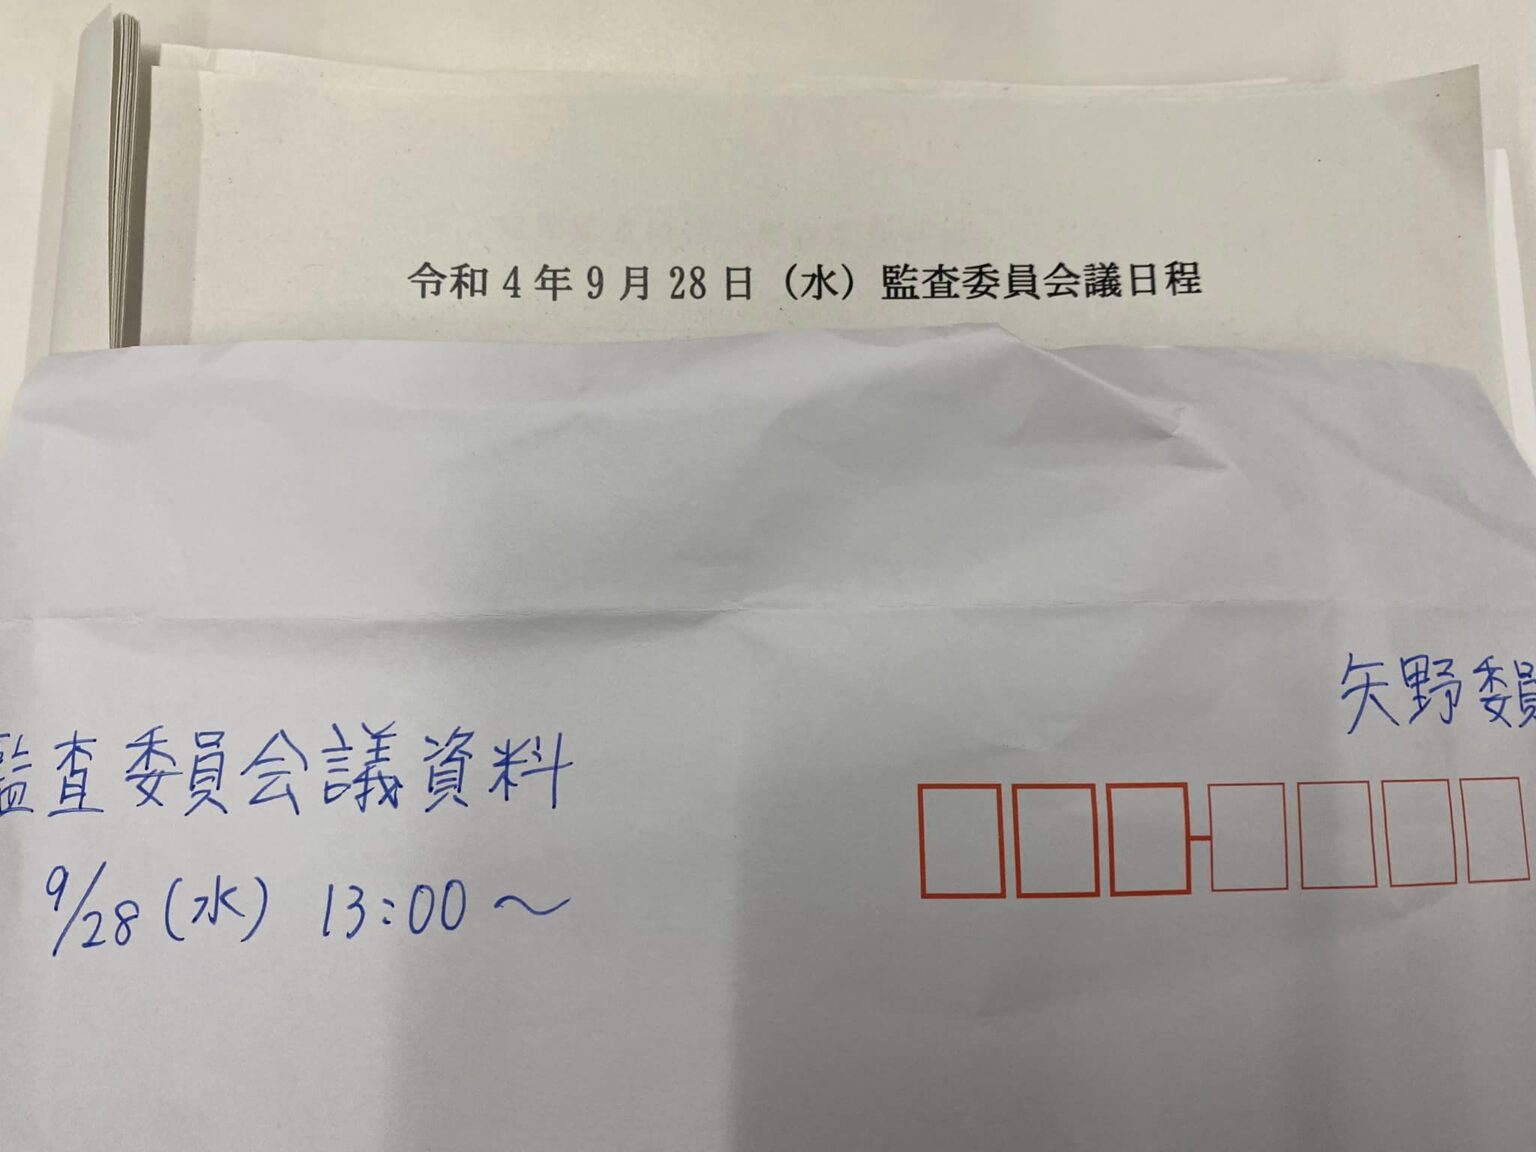 令和4年9月28日（水）監査委員会議日程
矢野委員
監査委員会議資料
9/28（水） 13:00～